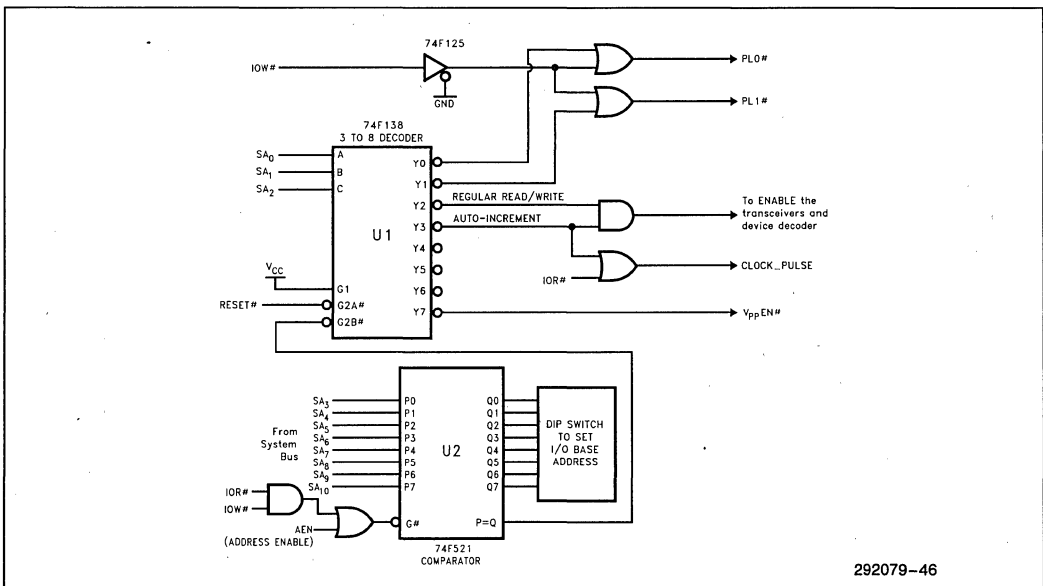 74F125
IOW#
GND
PL0#
PL1#
74F138
3 TO 8 DECODER
SA0
SA1
SA2
A
B
C
U1
Y0
Y1
Y2
Y3
Y4
Y5
Y6
Y7
REGULAR READ/WRITE
AUTO-INCREMENT
To ENABLE the
transceivers and
device decoder
IOR#
CLOCK_PULSE
VCC
G1
RESET#
G2A#
G2B#
VPPEN#
From
System
Bus
SA3
SA4
SA5
SA6
SA7
SA8
SA9
SA10
P0
P1
P2
P3
P4
P5
P6
P7
U2
Q0
Q1
Q2
Q3
Q4
Q5
Q6
Q7
DIP SWITCH
TO SET
I/O BASE
ADDRESS
IOR#
IOW#
AEN
(ADDRESS ENABLE)
G#
P=Q
74F521
COMPARATOR
292079-46